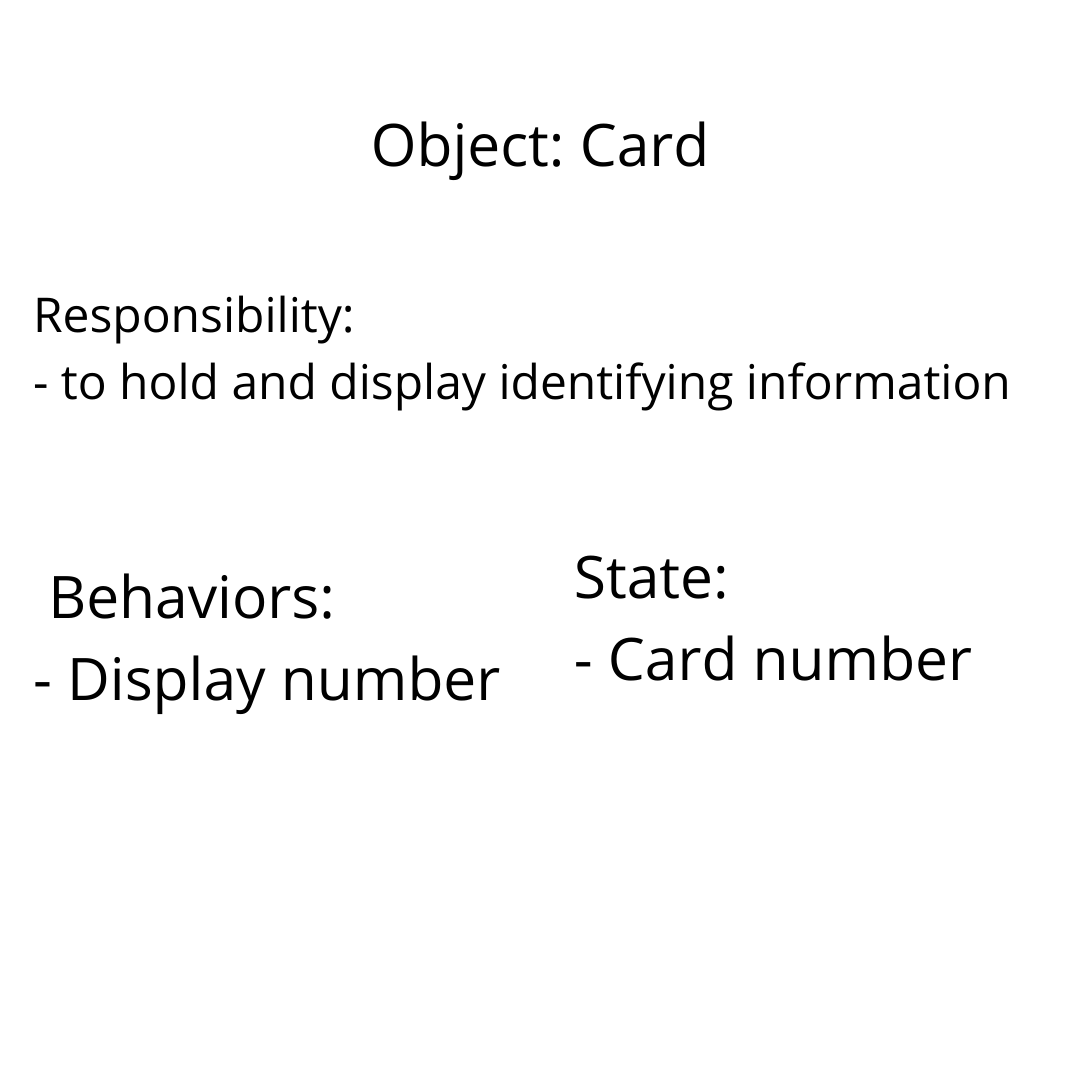 Object: Card
Responsibility:
- to hold and display identifying information
Behaviors:
- Display number
State:
- Card number